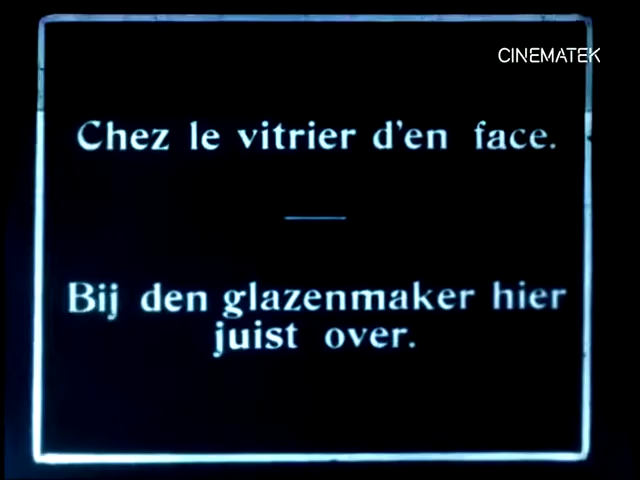 CINEMATEK
Chez le vitrier d'en face.
Bij den glazenmaker hier
juist over.